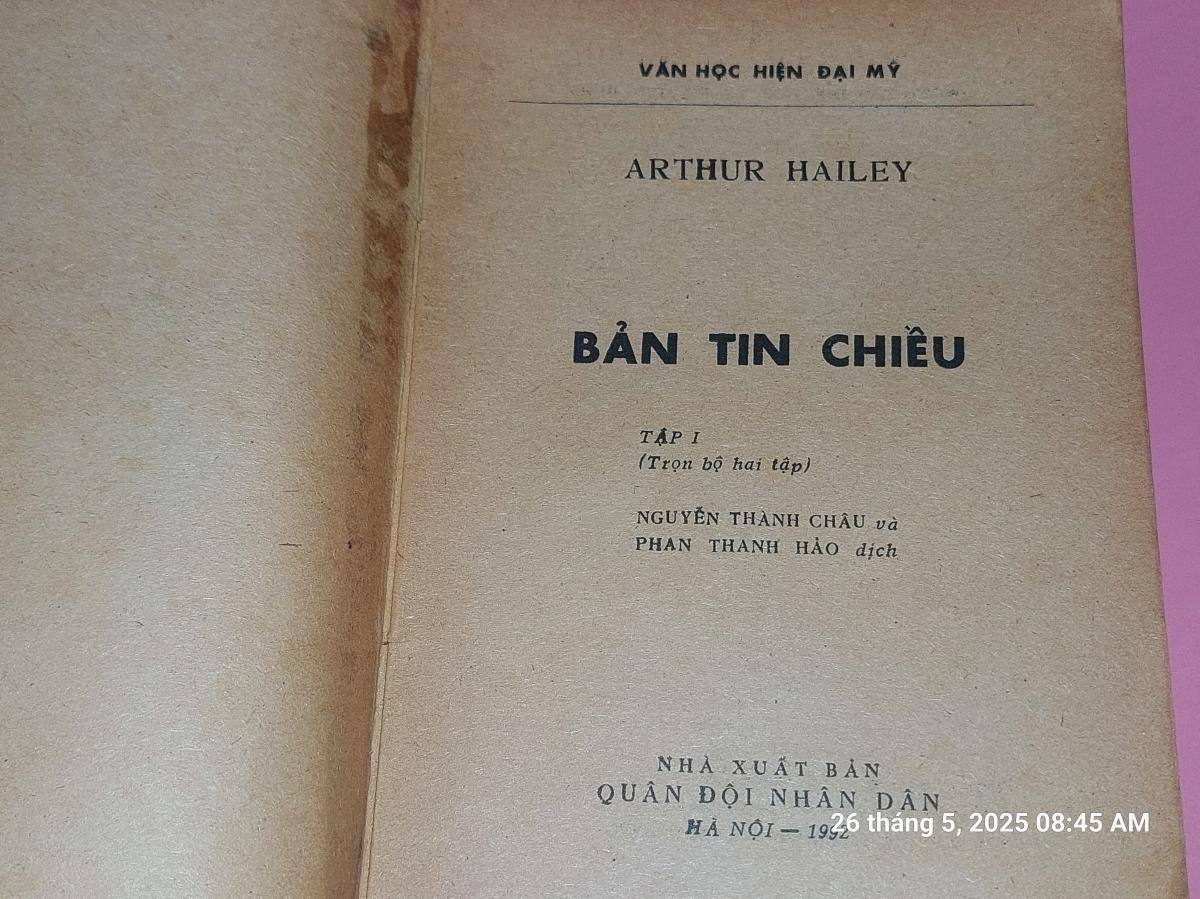 VĂN HỌC HIỆN ĐẠI MỸ
ARTHUR HAILEY
BẢN TIN CHIỀU
TẬP I
(Trọn bộ hai tập)
NGUYỄN THÀNH CHÂU và
PHAN THANH HẢO dịch
NHÀ XUẤT BẢN
QUÂN ĐỘI NHÂN DÂN
HÀ NỘI — 1992
26 tháng 5, 2025 08:45 AM